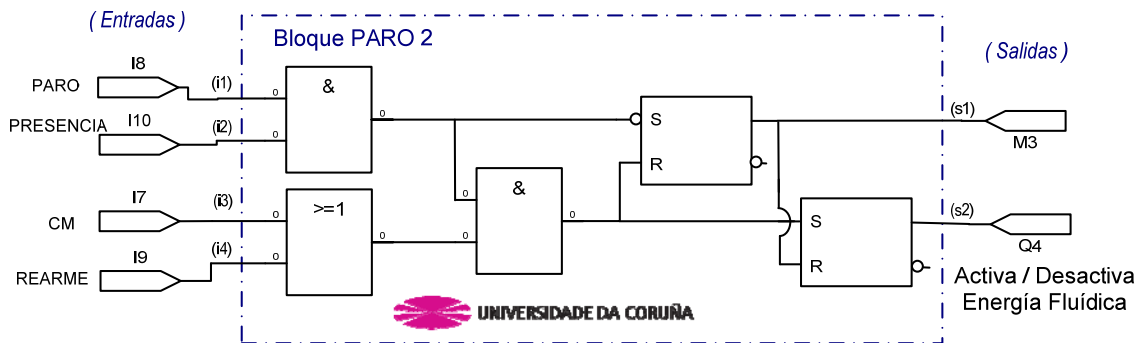 ( Entradas )
Bloque PARO 2
( Salidas )
I8
PARO
(i1)
0
&
0
I10
PRESENCIA
(i2)
0
S
R
(s1)
M3
I7
CM
(i3)
0
>=1
0
I9
REARME
(i4)
0
0
&
0
0
S
R
(s2)
Q4
Activa / Desactiva
Energía Fluídica
UNIVERSIDADE DA CORUÑA